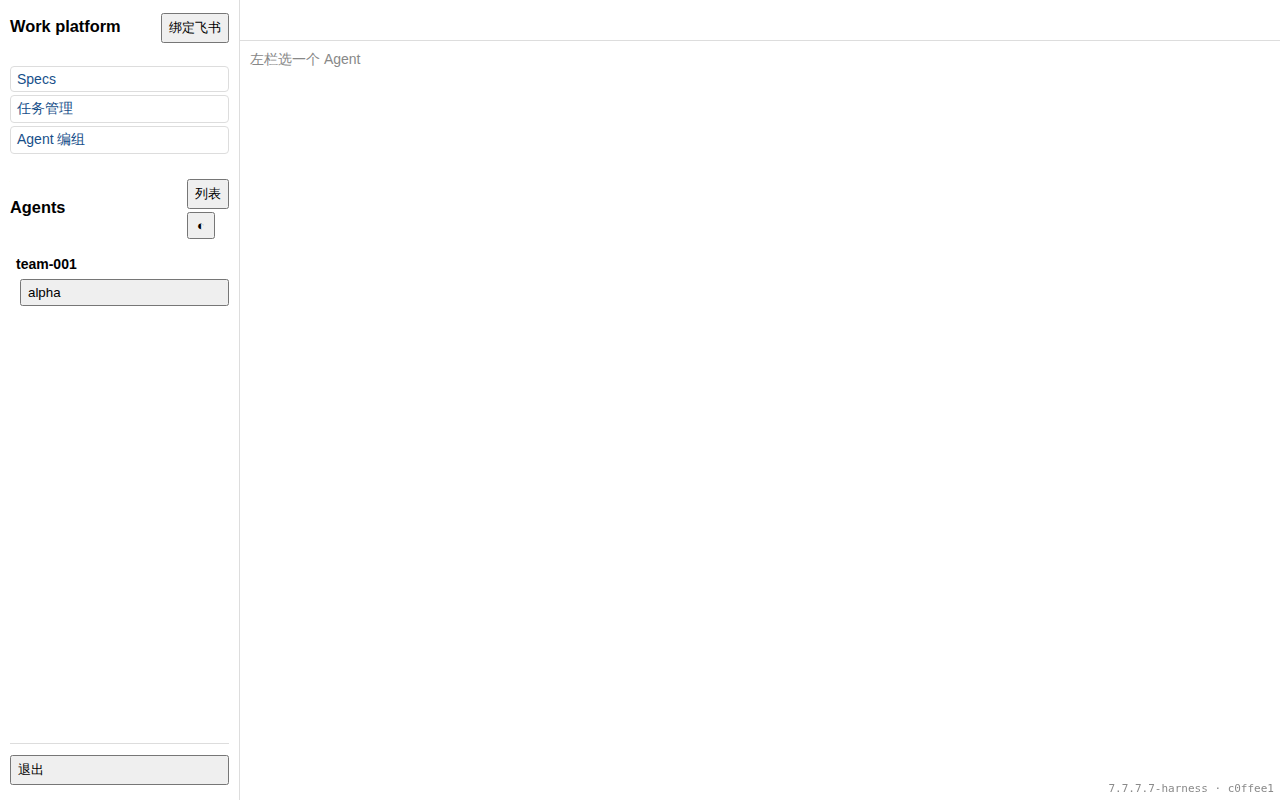 Work platform
绑定飞书
Specs
任务管理
Agent 编组
Agents
列表
team-001
alpha
退出
左栏选一个 Agent
7.7.7.7-harness · c0ffee1